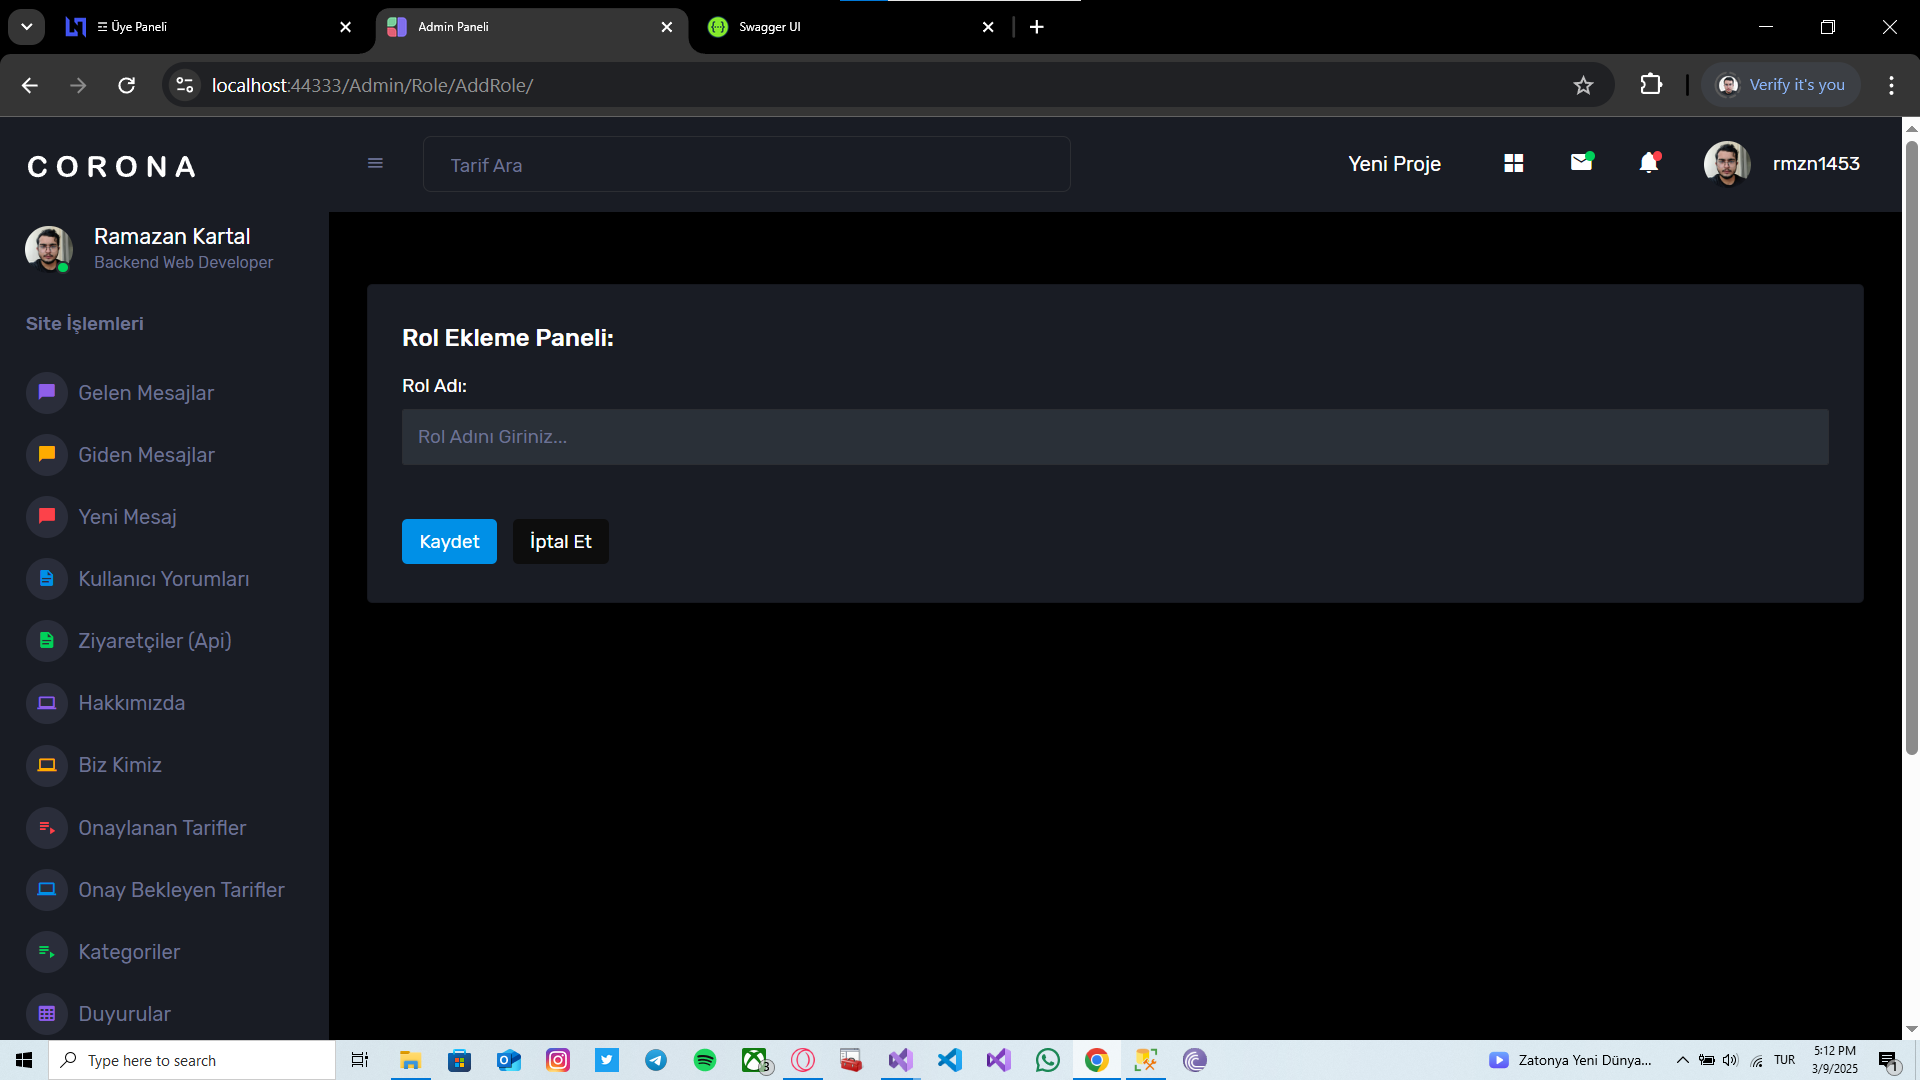 Üye Paneli
Admin Paneli
Swagger UI
localhost:44333/Admin/Role/AddRole/
Verify it's you
CORONA
Tarif Ara
Yeni Proje
rmzn1453
Ramazan Kartal
Backend Web Developer
Site İşlemleri
Gelen Mesajlar
Giden Mesajlar
Yeni Mesaj
Kullanıcı Yorumları
Ziyaretçiler (Api)
Hakkımızda
Biz Kimiz
Onaylanan Tarifler
Onay Bekleyen Tarifler
Kategoriler
Duyurular
Rol Ekleme Paneli:
Rol Adı:
Rol Adını Giriniz...
Kaydet
İptal Et
Type here to search
3
Zatonya Yeni Dünya...
TUR
5:12 PM
3/9/2025
1